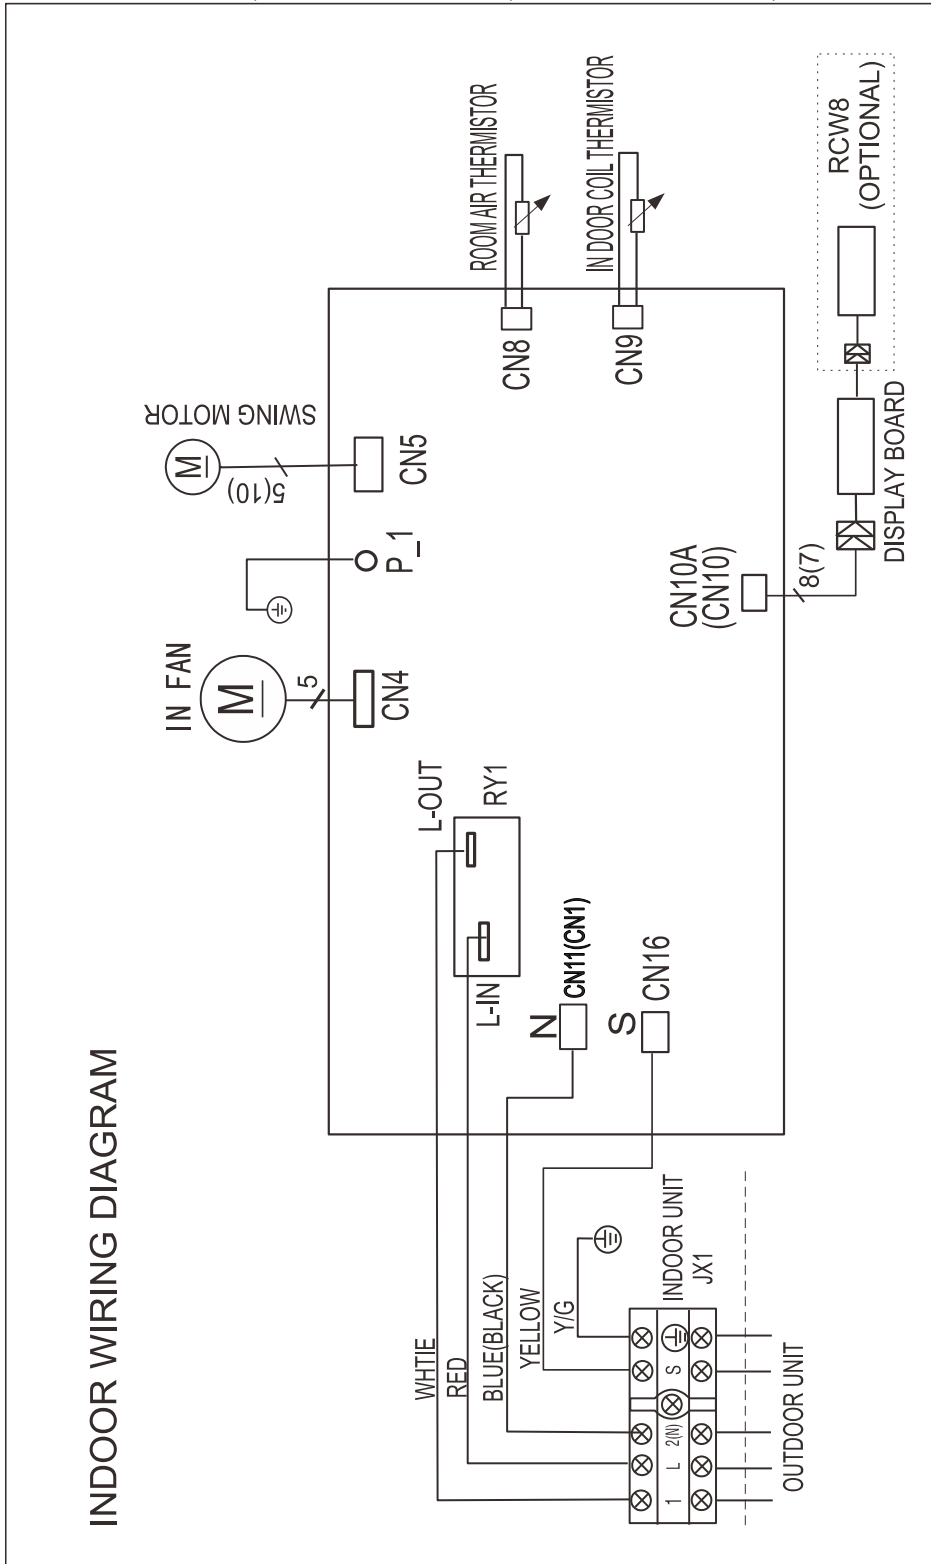 INDOOR WIRING DIAGRAM
IN FAN
M
5
CN4
P_1
SWING MOTOR
M
5(10)
CN5
ROOM AIR THERMISTOR
CN8
IN DOOR COIL THERMISTOR
CN9
RCW8
(OPTIONAL)
DISPLAY BOARD
8(7)
CN10A
(CN10)
L-OUT
RY1
L-IN
N
CN11(CN1)
S
CN16
WHTIE
RED
BLUE(BLACK)
YELLOW
Y/G
INDOOR UNIT
JX1
1 L 2(N) S
OUTDOOR UNIT